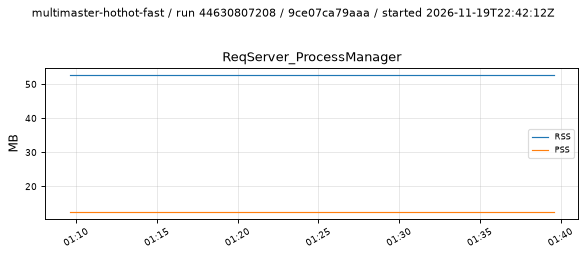 multimaster-hothot-fast / run 44630807208 / 9ce07ca79aaa / started 2026-11-19T22:42:12Z
ReqServer_ProcessManager
MB
50
40
30
20
RSS
PSS
01:10
01:15
01:20
01:25
01:30
01:35
01:40